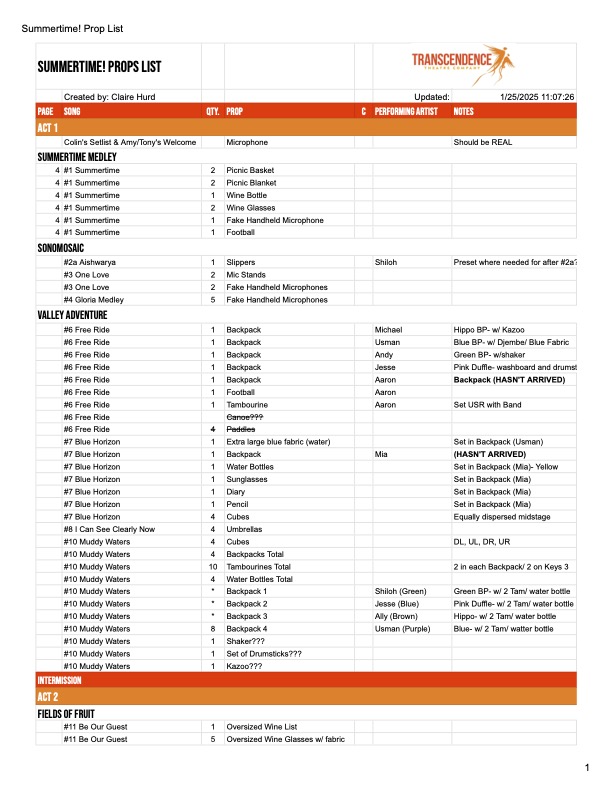 Summertime! Prop List
SUMMERTIME! PROPS LIST
TRANSCENDENCE
THEATRE COMPANY
Created by: Claire Hurd Updated: 1/25/2025 11:07:26
PAGE SONG QTY. PROP C PERFORMING ARTIST NOTES
ACT 1
Colin's Setlist & Amy/Tony's Welcome Microphone Should be REAL
SUMMERTIME MEDLEY
4 #1 Summertime 2 Picnic Basket
4 #1 Summertime 2 Picnic Blanket
4 #1 Summertime 1 Wine Bottle
4 #1 Summertime 2 Wine Glasses
4 #1 Summertime 1 Fake Handheld Microphone
4 #1 Summertime 1 Football
SONOMOSAIC
#2a Aishwarya 1 Slippers Shiloh Preset where needed for after #2a?
#3 One Love 2 Mic Stands
#3 One Love 2 Fake Handheld Microphones
#4 Gloria Medley 5 Fake Handheld Microphones
VALLEY ADVENTURE
#6 Free Ride 1 Backpack Michael Hippo BP- w/ Kazoo
#6 Free Ride 1 Backpack Usman Blue BP- w/ Djembe/ Blue Fabric
#6 Free Ride 1 Backpack Andy Green BP- w/shaker
#6 Free Ride 1 Backpack Jesse Pink Duffle- washboard and drumst
#6 Free Ride 1 Backpack Aaron Backpack (HASN'T ARRIVED)
#6 Free Ride 1 Football Aaron
#6 Free Ride 1 Tambourine Aaron Set USR with Band
#6 Free Ride Canoe???
#6 Free Ride 4 Paddles
#7 Blue Horizon 1 Extra large blue fabric (water) Set in Backpack (Usman)
#7 Blue Horizon 1 Backpack Mia (HASN'T ARRIVED)
#7 Blue Horizon 1 Water Bottles Set in Backpack (Mia)- Yellow
#7 Blue Horizon 1 Sunglasses Set in Backpack (Mia)
#7 Blue Horizon 1 Diary Set in Backpack (Mia)
#7 Blue Horizon 1 Pencil Set in Backpack (Mia)
#7 Blue Horizon 4 Cubes Equally dispersed midstage
#8 I Can See Clearly Now 4 Umbrellas
#10 Muddy Waters 4 Cubes DL, UL, DR, UR
#10 Muddy Waters 4 Backpacks Total
#10 Muddy Waters 10 Tambourines Total 2 in each Backpack/ 2 on Keys 3
#10 Muddy Waters 4 Water Bottles Total
#10 Muddy Waters * Backpack 1 Shiloh (Green) Green BP- w/ 2 Tam/ water bottle
#10 Muddy Waters * Backpack 2 Jesse (Blue) Pink Duffle- w/ 2 Tam/ water bottle
#10 Muddy Waters * Backpack 3 Ally (Brown) Hippo- w/ 2 Tam/ water bottle
#10 Muddy Waters 8 Backpack 4 Usman (Purple) Blue- w/ 2 Tam/ watter bottle
#10 Muddy Waters 1 Shaker???
#10 Muddy Waters 1 Set of Drumsticks???
#10 Muddy Waters 1 Kazoo???
INTERMISSION
ACT 2
FIELDS OF FRUIT
#11 Be Our Guest 1 Oversized Wine List
#11 Be Our Guest 5 Oversized Wine Glasses w/ fabric
1